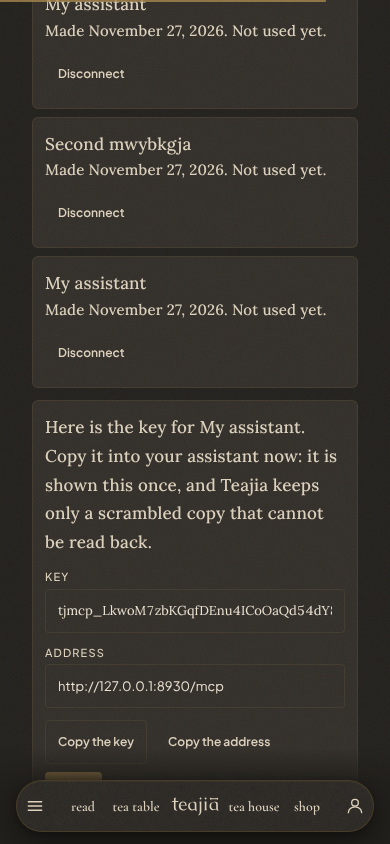 My assistant
Made November 27, 2026. Not used yet.
Disconnect
Second mwybkgja
Made November 27, 2026. Not used yet.
Disconnect
My assistant
Made November 27, 2026. Not used yet.
Disconnect
Here is the key for My assistant.
Copy it into your assistant now: it is
shown this once, and Teajia keeps
only a scrambled copy that cannot
be read back.
KEY
tjmcp_LkwoM7zbKGqfDEnu4ICoOaQd54dY
ADDRESS
http://127.0.0.1:8930/mcp
Copy the key
Copy the address
read
tea table
teajiā
tea house
shop